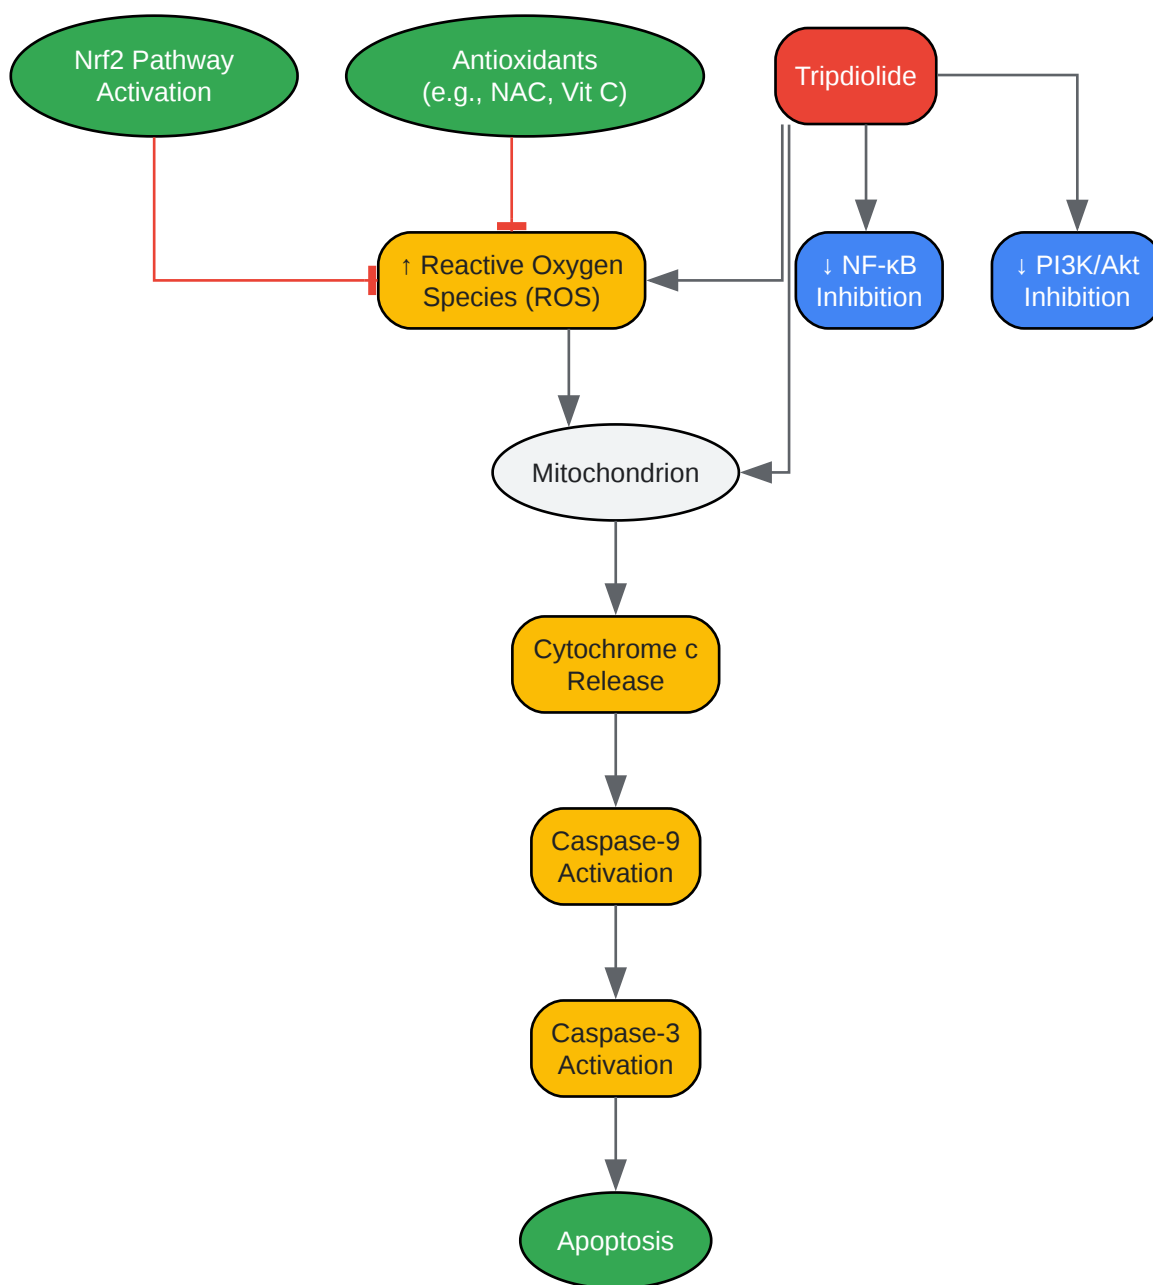 Nrf2 Pathway
Activation
Antioxidants
(e.g., NAC, Vit C)
Tripdiolide
↑ Reactive Oxygen
Species (ROS)
↓ NF-κB
Inhibition
↓ PI3K/Akt
Inhibition
Mitochondrion
Cytochrome c
Release
Caspase-9
Activation
Caspase-3
Activation
Apoptosis